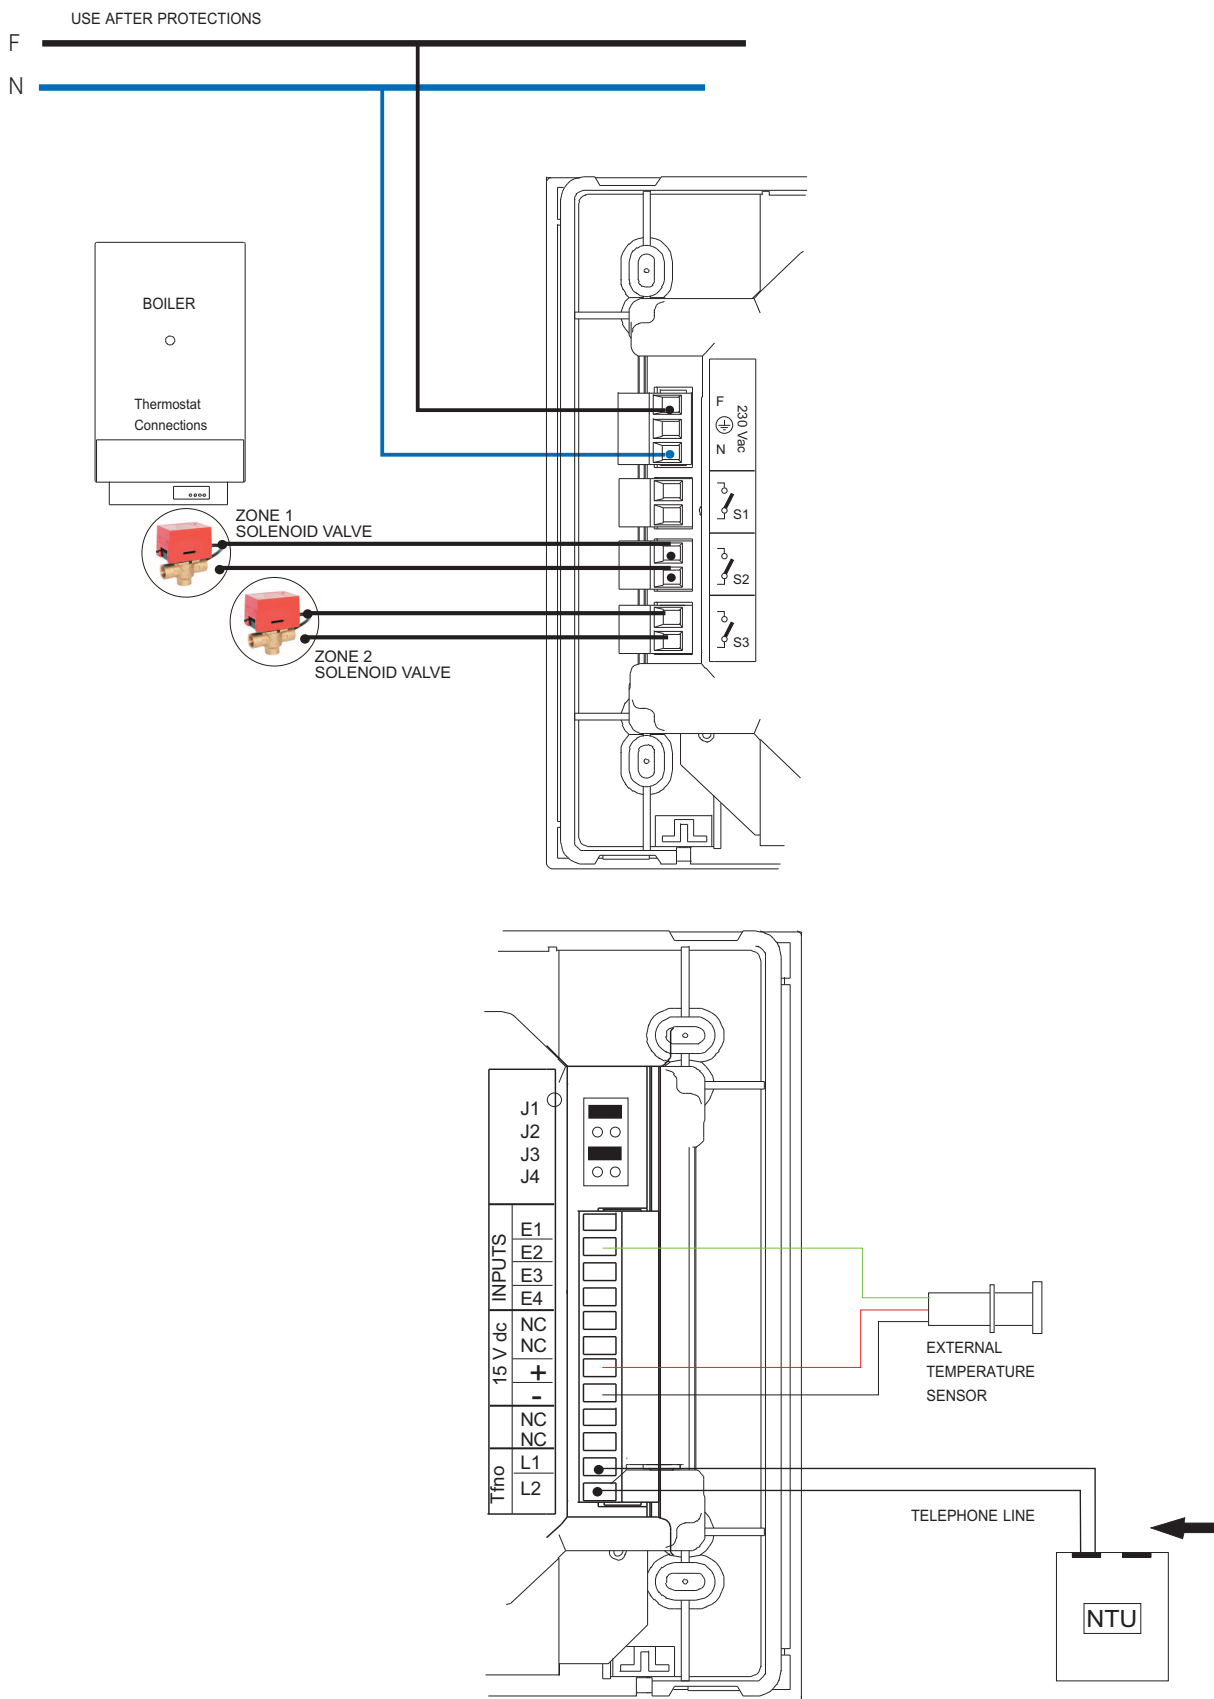 USE AFTER PROTECTIONS
F
N
BOILER
Thermostat
Connections
F
N
230 Vac
S1
ZONE 1
SOLENOID VALVE
S2
S3
ZONE 2
SOLENOID VALVE
J1
J2
J3
J4
INPUTS
E1
E2
E3
E4
15 V dc
NC
NC
+
-
NC
NC
Tfno
L1
L2
EXTERNAL
TEMPERATURE
SENSOR
TELEPHONE LINE
NTU